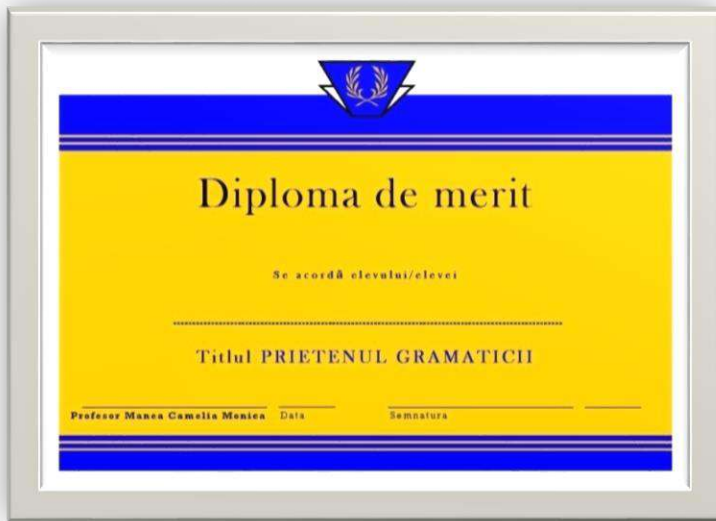 Diploma de merit
Se acordă elevului/elevei
Titlul PRIETENUL GRAMATICII
Profesor Manea Camelia Monica Data Semnatura